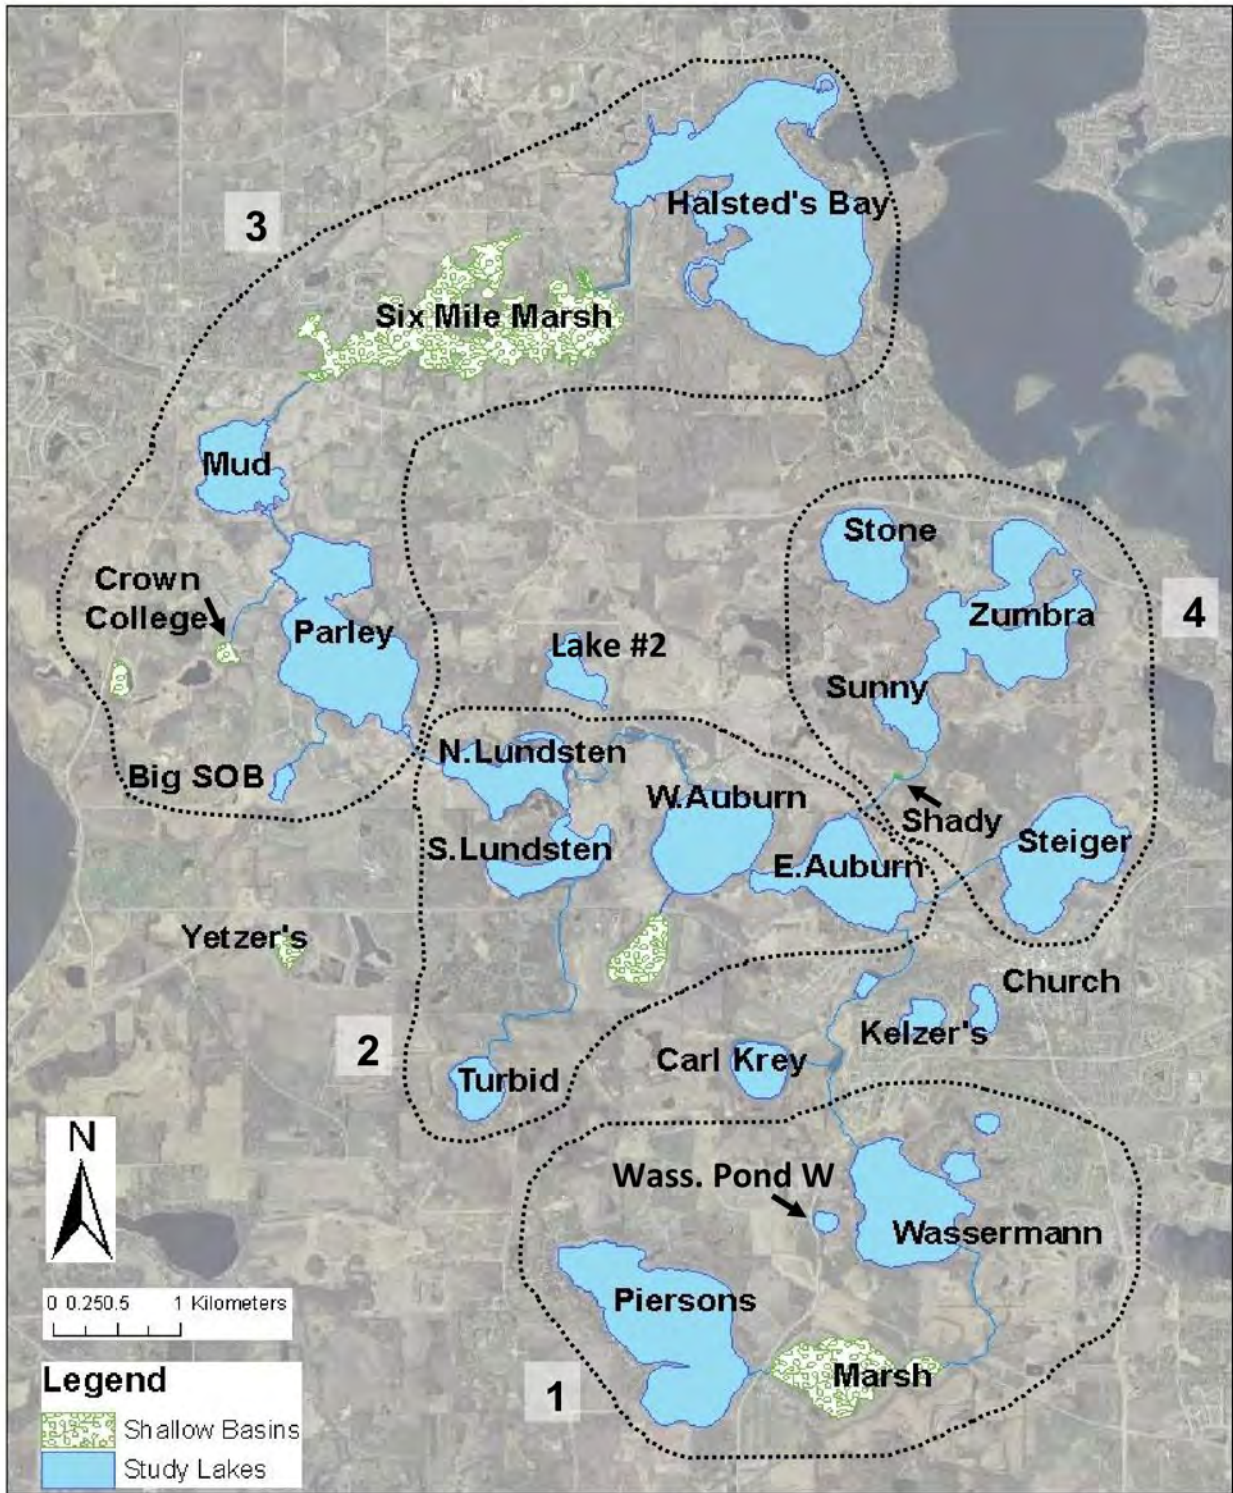 Halsted's Bay
3
Six Mile Marsh
Mud
Stone
Crown
College
Zumbra
4
Parley
Lake #2
Sunny
N.Lundsten
Big SOB
W.Auburn
Shady
Steiger
S.Lundsten
E.Auburn
Yetzer's
Church
Kelzer's
2
Carl Krey
Turbid
N
Wass. Pond W
Wassermann
Piersons
0 0.250.5 1 Kilometers
Marsh
1
Legend
Shallow Basins
Study Lakes